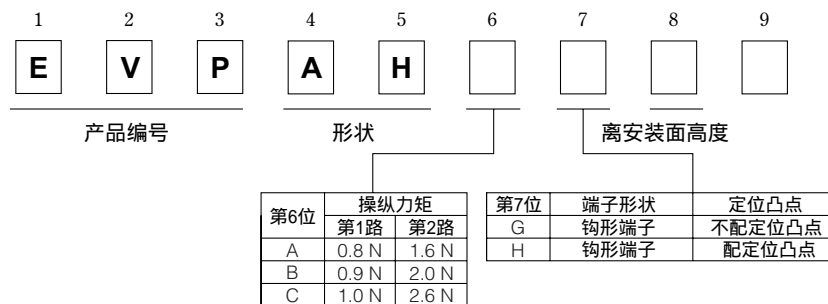 1 2 3 4 5 6 7 8 9
E V P A H
产品编号 形状 离安装面高度
第6位 操纵力矩
第1路 第2路
A 0.8 N 1.6 N
B 0.9 N 2.0 N
C 1.0 N 2.6 N
第7位 端子形状 定位凸点
G 钩形端子 不配定位凸点
H 钩形端子 配定位凸点